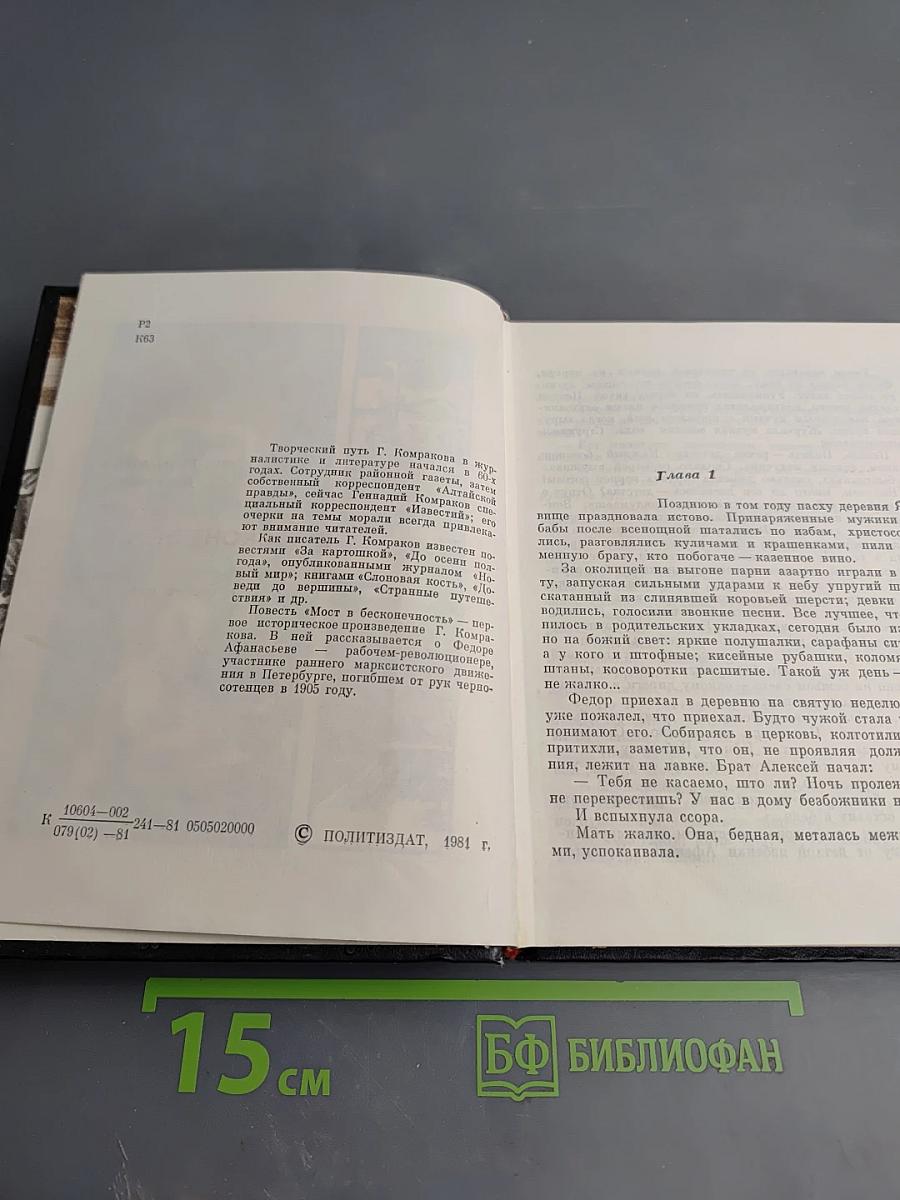 Р2
К63
Творческий путь Г. Комракова в жур-
налистике и литературе начался в 60-х
годах. Сотрудник районной газеты, затем
собственный корреспондент «Алтайской
правды», сейчас Геннадий Комраков спе-
циальный корреспондент «Известий»; его
очерки на темы морали всегда привлека-
ют внимание читателей.
Как писатель Г. Комраков известен по-
вестями «За картошкой», «До осени пол-
года», опубликованными журналом «Но-
вый мир»; книгами «Слоновая кость», «До-
веди до вершины», «Странные путеше-
ствия» и др.
Повесть «Мост в бесконечность» — пер-
вое историческое произведение Г. Комра-
кова. В ней рассказывается о Федоре
Афанасьеве — рабочем-революционере,
участнике раннего марксистского движе-
ния в Петербурге, погибшем от рук черно-
сотенцев в 1905 году.
К 10604—002
079(02)—81 241—81 0505020000
© ПОЛИТИЗДАТ, 1981 г.
Глава 1
Позднюю в том году пасху деревня Я
вище праздновала истово. Принаряженные мужики
бабы после всенощной шатались по избам, христосо
лись, разговлялись куличами и крашенками, пили
менную брагу, кто побогаче — казенное вино.
За околицей на выгоне парни азартно играли в
ту, запуская сильными ударами к небу упругий ш
скатанный из слинявшей коровьей шерсти; девки
водились, голосили звонкие песни. Все лучшее, чт
нилось в родительских укладках, сегодня было из
но на божий свет: яркие полушалки, сарафаны сит
а у кого и штофные; кисейные рубашки, коломя
штаны, косоворотки расшитые. Такой уж день —
не жалко...
Федор приехал в деревню на святую неделю
уже пожалел, что приехал. Будто чужой стала
понимают его. Собираясь в церковь, колготили
притихли, заметив, что он, не проявляя долж
ния, лежит на лавке. Брат Алексей начал:
— Тебя не касаемо, што ли? Ночь пролеж
не перекрестишь? У нас в дому безбожники н
И вспыхнула ссора.
Мать жалко. Она, бедная, металась меж
ми, успокаивала.
15 см
БФ БИБЛИОФАН